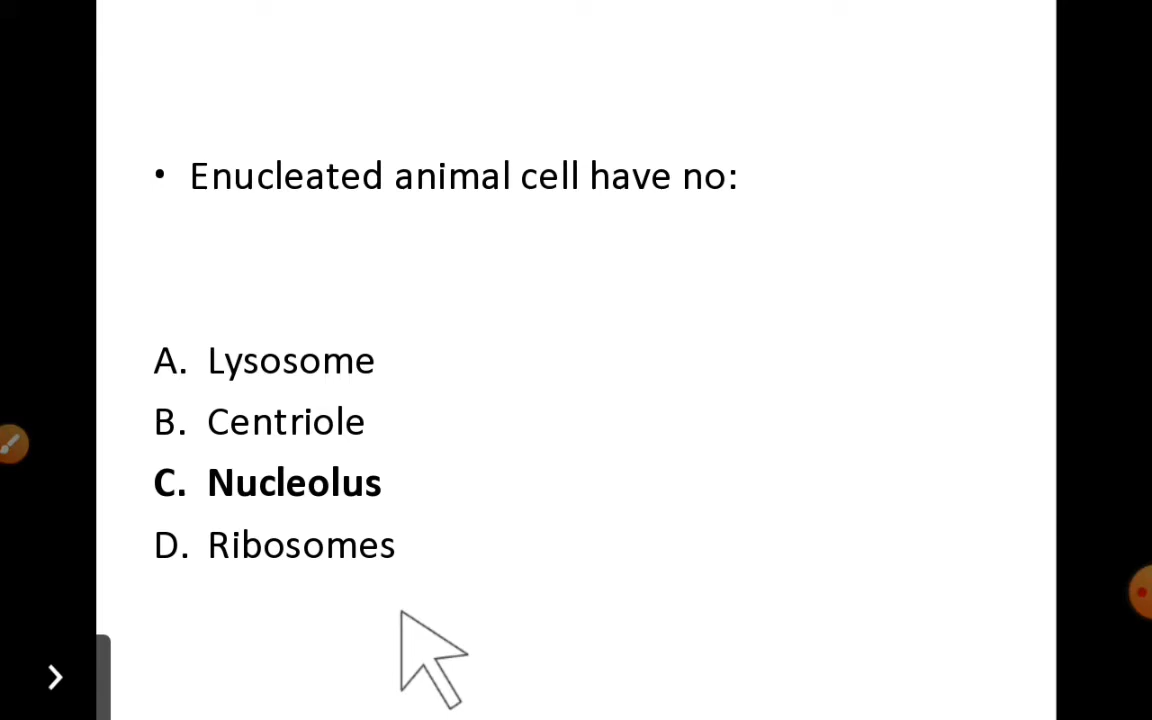 • Enucleated animal cell have no:
A. Lysosome
B. Centriole
C. Nucleolus
D. Ribosomes